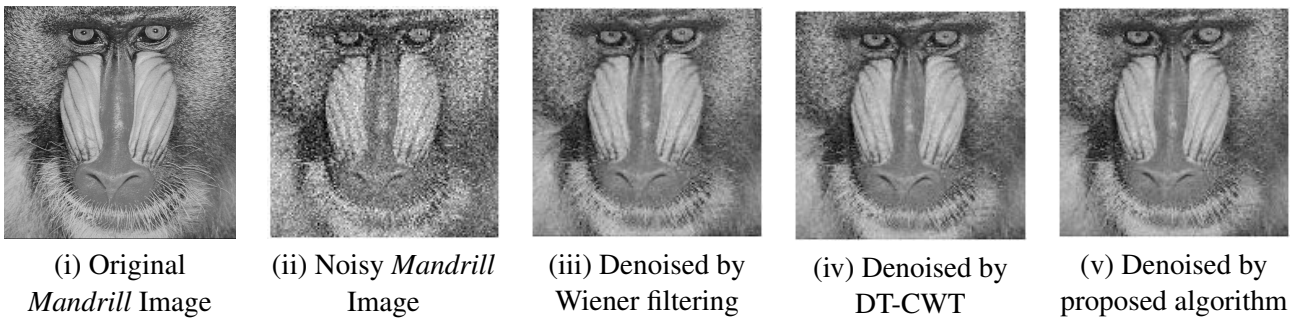 (i) Original
Mandrill Image
(ii) Noisy Mandrill
Image
(iii) Denoised by
Wiener filtering
(iv) Denoised by
DT-CWT
(v) Denoised by
proposed algorithm